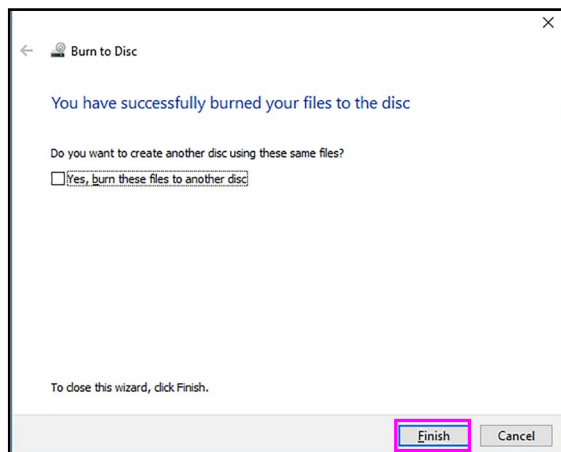 Burn to Disc
You have successfully burned your files to the disc
Do you want to create another disc using these same files?
Yes, burn these files to another disc
To close this wizard, click Finish.
Finish Cancel